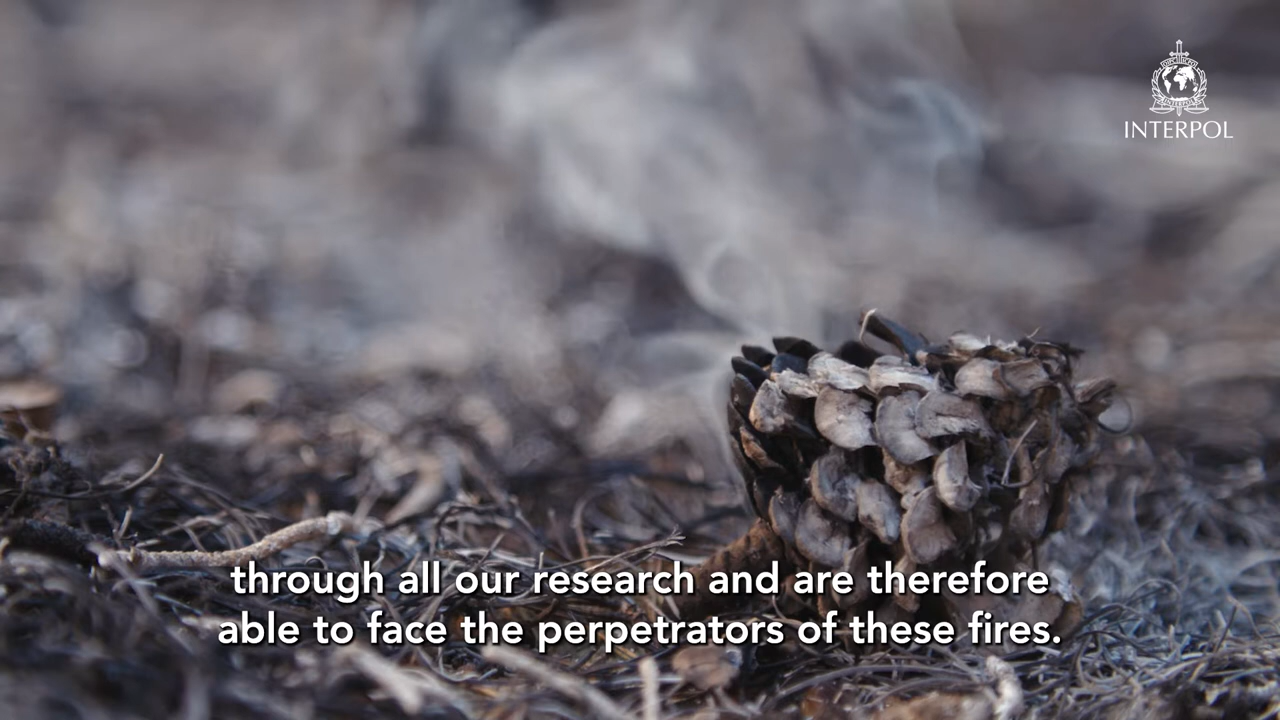 INTERPOL
through all our research and are therefore
able to face the perpetrators of these fires.